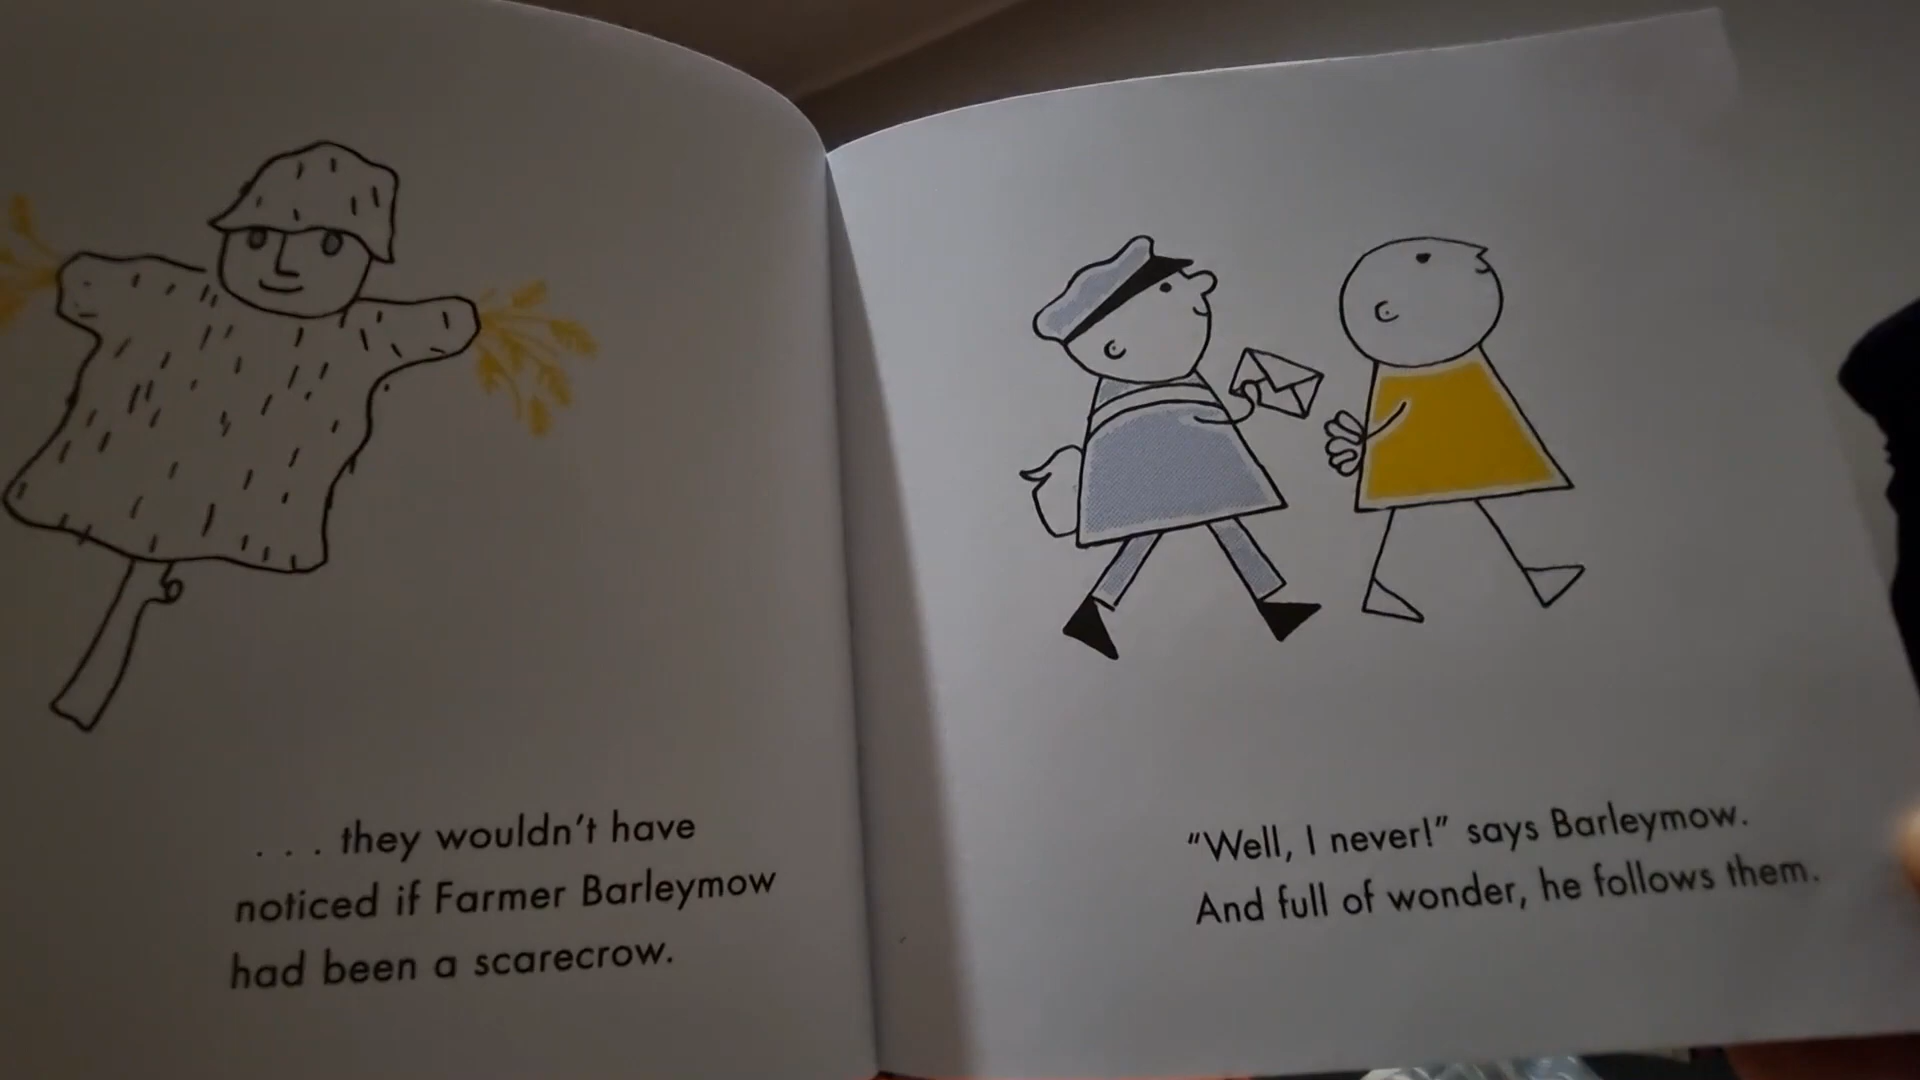 . . . they wouldn't have
noticed if Farmer Barleymow
had been a scarecrow.
"Well, I never!" says Barleymow.
And full of wonder, he follows them.